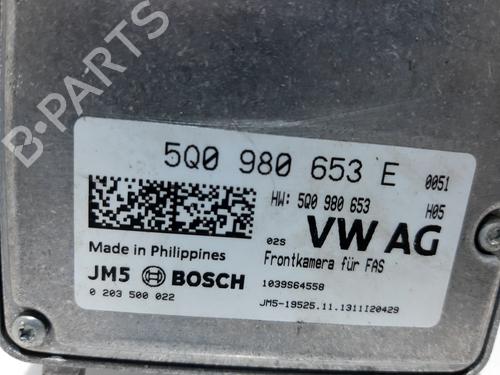 B-PARTS
5Q0 980 653 E 0051
HW: 5Q0 980 653 H05
02S VW AG
Made in Philippines
Frontkamera für FAS
JM5 BOSCH
1039S64558
0 203 500 022
JM5-19525.11.1311I20429